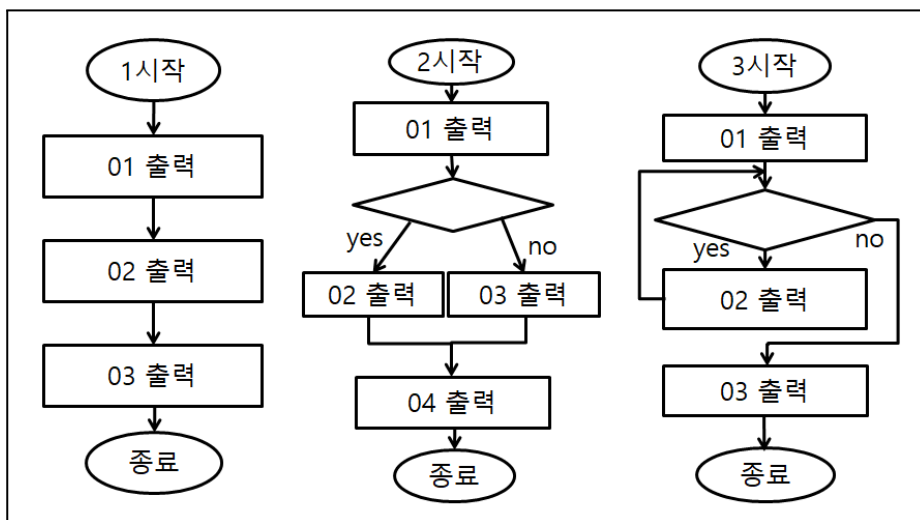 1시작
01 출력
02 출력
03 출력
종료
2시작
01 출력
yes
no
02 출력
03 출력
04 출력
종료
3시작
01 출력
yes
no
02 출력
03 출력
종료